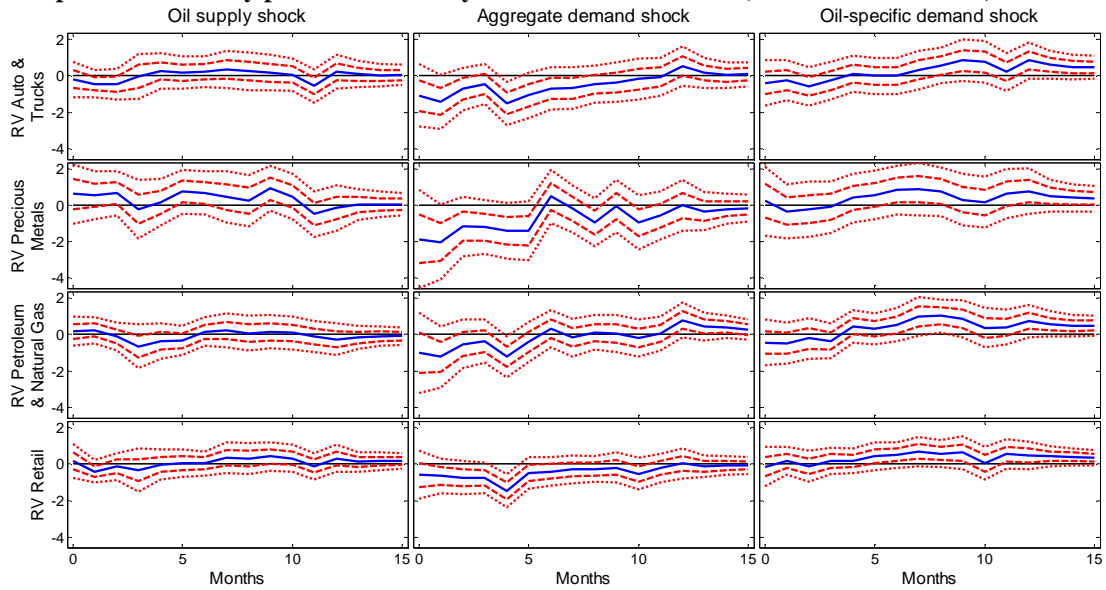 Oil supply shock
Aggregate demand shock
Oil-specific demand shock
RV Auto &
Trucks
2
0
-2
-4
RV Precious
Metals
2
0
-2
-4
RV Petroleum
& Natural Gas
2
0
-2
-4
RV Retail
2
0
-2
-4
0 5 10 15
0 5 10 15
0 5 10 15
Months
Months
Months